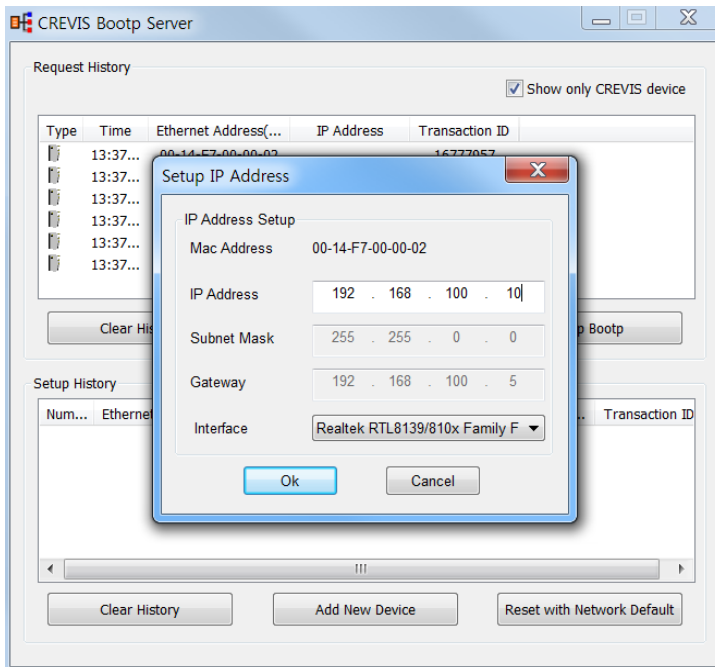 CREVIS Bootp Server
Request History
Show only CREVIS device
Type Time Ethernet Address(... IP Address Transaction ID
13:37... 00-14-F7-00-00-02 16777057
13:37...
13:37...
13:37...
13:37...
13:37...
Clear His p Bootp
Setup IP Address
X
IP Address Setup
Mac Address 00-14-F7-00-00-02
IP Address 192 . 168 . 100 . 10
Subnet Mask 255 . 255 . 0 . 0
Gateway 192 . 168 . 100 . 5
Interface Realtek RTL8139/810x Family F
Ok Cancel
Setup History
Num... Ethernet .. Transaction ID
Clear History Add New Device Reset with Network Default